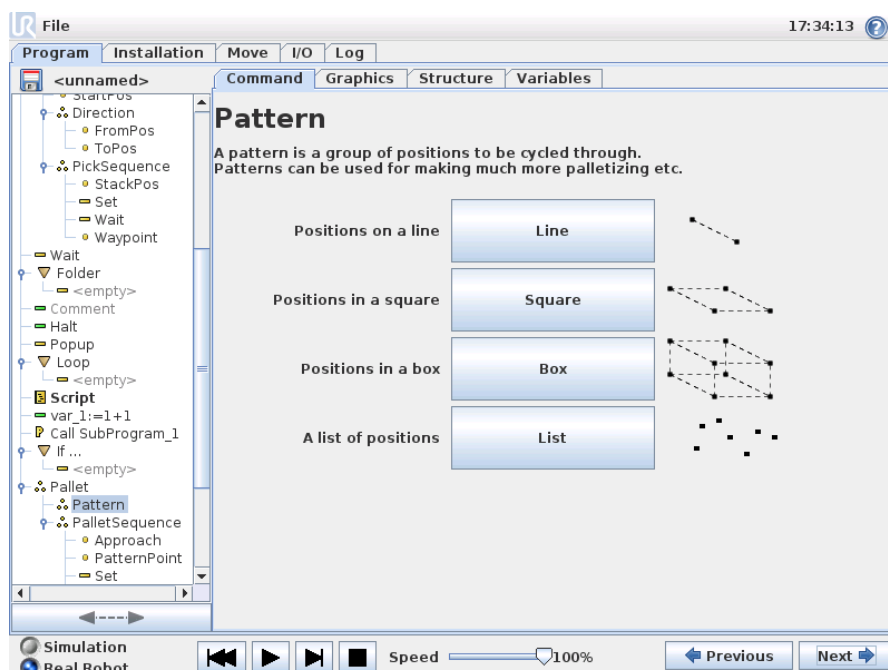 UR File 17:34:13 ?
Program Installation Move I/O Log
<unnamed>
Command Graphics Structure Variables
StartPos
Direction
FromPos
ToPos
PickSequence
StackPos
Set
Wait
Waypoint
Wait
Folder
<empty>
Comment
Halt
Popup
Loop
<empty>
Script
var_1:=1+1
P Call SubProgram_1
If ...
<empty>
Pallet
Pattern
PalletSequence
Approach
PatternPoint
Set
Pattern
A pattern is a group of positions to be cycled through.
Patterns can be used for making much more palletizing etc.
Positions on a line Line
Positions in a square Square
Positions in a box Box
A list of positions List
Simulation
Real Robot
Speed 100%
Previous Next